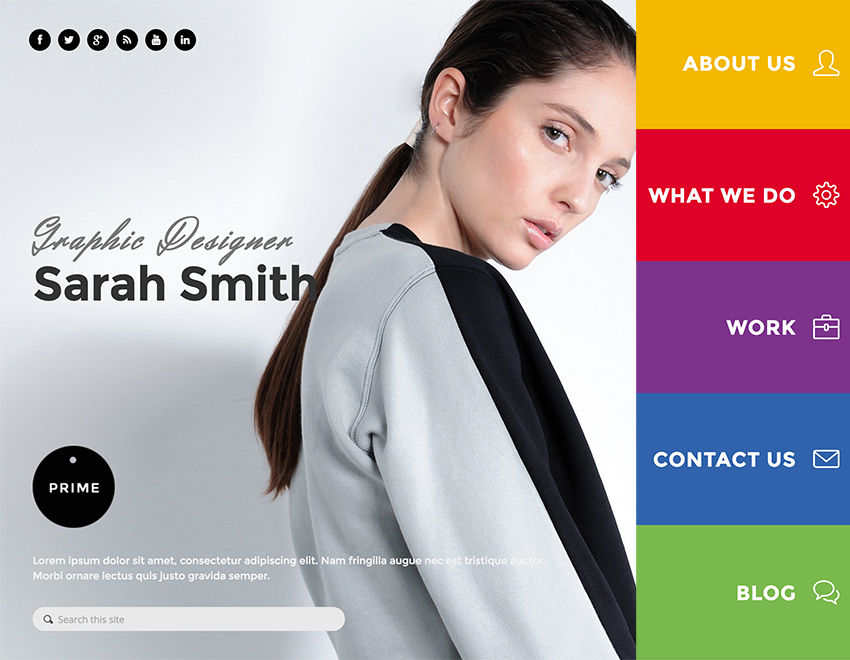 ABOUT US
WHAT WE DO
Graphic Designer
Sarah Smith
WORK
CONTACT US
PRIME
Lorem ipsum dolor sit amet, consectetur adipiscing elit. Nam fringilla augue nec est tristique auctor.
Morbi ornare lectus quis justo gravida semper.
BLOG
Search this site